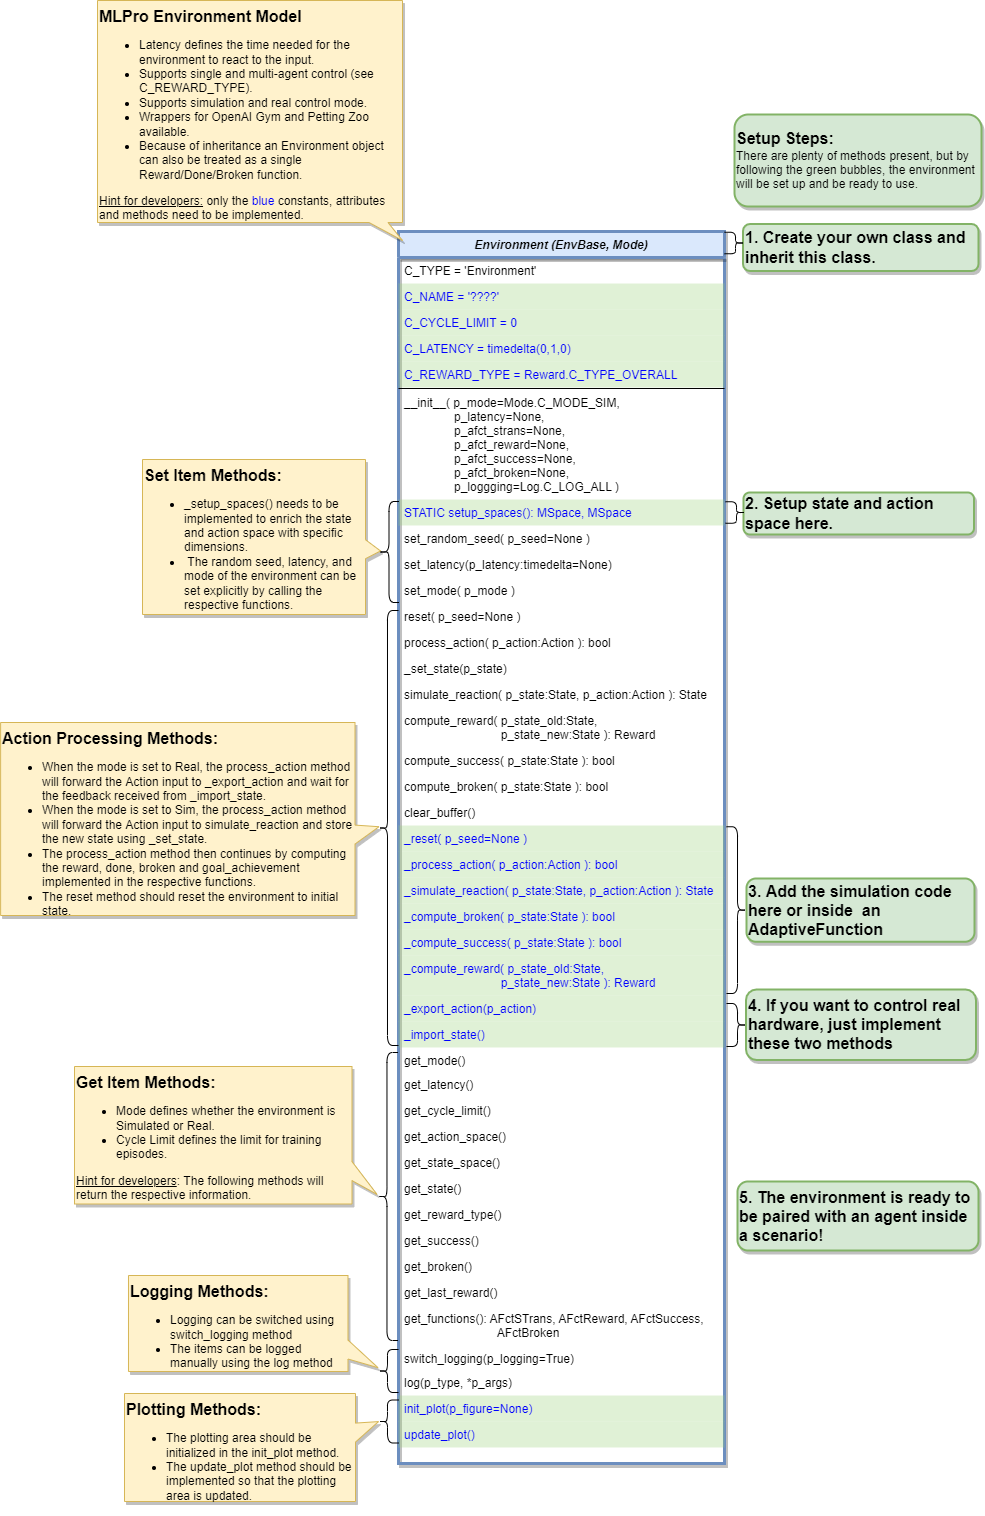 MLPro Environment Model
• Latency defines the time needed for the
environment to react to the input.
• Supports single and multi-agent control (see
C_REWARD_TYPE).
• Supports simulation and real control mode.
• Wrappers for OpenAI Gym and Petting Zoo
available.
• Because of inheritance an Environment object
can also be treated as a single
Reward/Done/Broken function.
Hint for developers: only the blue constants, attributes
and methods need to be implemented.
Setup Steps:
There are plenty of methods present, but by
following the green bubbles, the environment
will be set up and be ready to use.
Environment (EnvBase, Mode)
1. Create your own class and
inherit this class.
C_TYPE = 'Environment'
C_NAME = '????'
C_CYCLE_LIMIT = 0
C_LATENCY = timedelta(0,1,0)
C_REWARD_TYPE = Reward.C_TYPE_OVERALL
__init__( p_mode=Mode.C_MODE_SIM,
p_latency=None,
p_afct_strans=None,
p_afct_reward=None,
p_afct_success=None,
p_afct_broken=None,
p_loggging=Log.C_LOG_ALL )
Set Item Methods:
• _setup_spaces() needs to be
implemented to enrich the state
and action space with specific
dimensions.
• The random seed, latency, and
mode of the environment can be
set explicitly by calling the
respective functions.
STATIC setup_spaces(): MSpace, MSpace
2. Setup state and action
space here.
set_random_seed( p_seed=None )
set_latency(p_latency:timedelta=None)
set_mode( p_mode )
reset( p_seed=None )
process_action( p_action:Action ): bool
_set_state(p_state)
simulate_reaction( p_state:State, p_action:Action ): State
compute_reward( p_state_old:State,
p_state_new:State ): Reward
compute_success( p_state:State ): bool
compute_broken( p_state:State ): bool
clear_buffer()
Action Processing Methods:
• When the mode is set to Real, the process_action method
will forward the Action input to _export_action and wait for
the feedback received from _import_state.
• When the mode is set to Sim, the process_action method
will forward the Action input to simulate_reaction and store
the new state using _set_state.
• The process_action method then continues by computing
the reward, done, broken and goal_achievement
implemented in the respective functions.
• The reset method should reset the environment to initial
state.
_reset( p_seed=None )
_process_action( p_action:Action ): bool
_simulate_reaction( p_state:State, p_action:Action ): State
_compute_broken( p_state:State ): bool
_compute_success( p_state:State ): bool
_compute_reward( p_state_old:State,
p_state_new:State ): Reward
3. Add the simulation code
here or inside an
AdaptiveFunction
_export_action(p_action)
_import_state()
4. If you want to control real
hardware, just implement
these two methods
get_mode()
get_latency()
get_cycle_limit()
get_action_space()
get_state_space()
get_state()
get_reward_type()
get_success()
get_broken()
get_last_reward()
get_functions(): AFctSTrans, AFctReward, AFctSuccess,
AFctBroken
Get Item Methods:
• Mode defines whether the environment is
Simulated or Real.
• Cycle Limit defines the limit for training
episodes.
Hint for developers: The following methods will
return the respective information.
5. The environment is ready to
be paired with an agent inside
a scenario!
Logging Methods:
• Logging can be switched using
switch_logging method
• The items can be logged
manually using the log method
switch_logging(p_logging=True)
log(p_type, *p_args)
Plotting Methods:
• The plotting area should be
initialized in the init_plot method.
• The update_plot method should be
implemented so that the plotting
area is updated.
init_plot(p_figure=None)
update_plot()